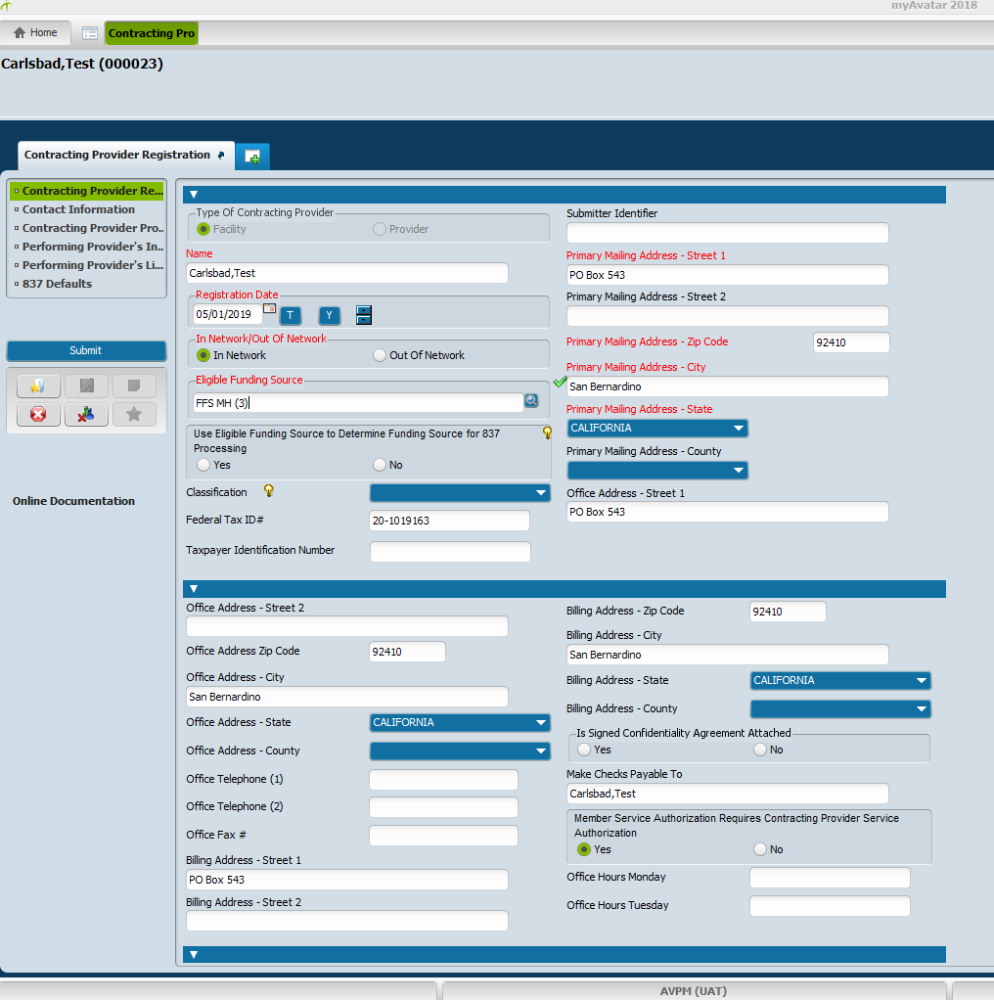 myAvatar 2018
Home
Contracting Pro
Carlsbad,Test (000023)
Contracting Provider Registration
Contracting Provider Re...
Contact Information
Contracting Provider Pro..
Performing Provider's In...
Performing Provider's Li...
837 Defaults
Submit
Online Documentation
Type Of Contracting Provider
Facility
Provider
Name
Carlsbad,Test
Registration Date
05/01/2019
T
Y
In Network/Out Of Network
In Network
Out Of Network
Eligible Funding Source
FFS MH (3)
Use Eligible Funding Source to Determine Funding Source for 837
Processing
Yes
No
Classification
Federal Tax ID#
20-1019163
Taxpayer Identification Number
Submitter Identifier
Primary Mailing Address - Street 1
PO Box 543
Primary Mailing Address - Street 2
Primary Mailing Address - Zip Code
92410
Primary Mailing Address - City
San Bernardino
Primary Mailing Address - State
CALIFORNIA
Primary Mailing Address - County
Office Address - Street 1
PO Box 543
Office Address - Street 2
Office Address Zip Code
92410
Office Address - City
San Bernardino
Office Address - State
CALIFORNIA
Office Address - County
Office Telephone (1)
Office Telephone (2)
Office Fax #
Billing Address - Street 1
PO Box 543
Billing Address - Street 2
Billing Address - Zip Code
92410
Billing Address - City
San Bernardino
Billing Address - State
CALIFORNIA
Billing Address - County
Is Signed Confidentiality Agreement Attached
Yes
No
Make Checks Payable To
Carlsbad,Test
Member Service Authorization Requires Contracting Provider Service
Authorization
Yes
No
Office Hours Monday
Office Hours Tuesday
AVPM (UAT)